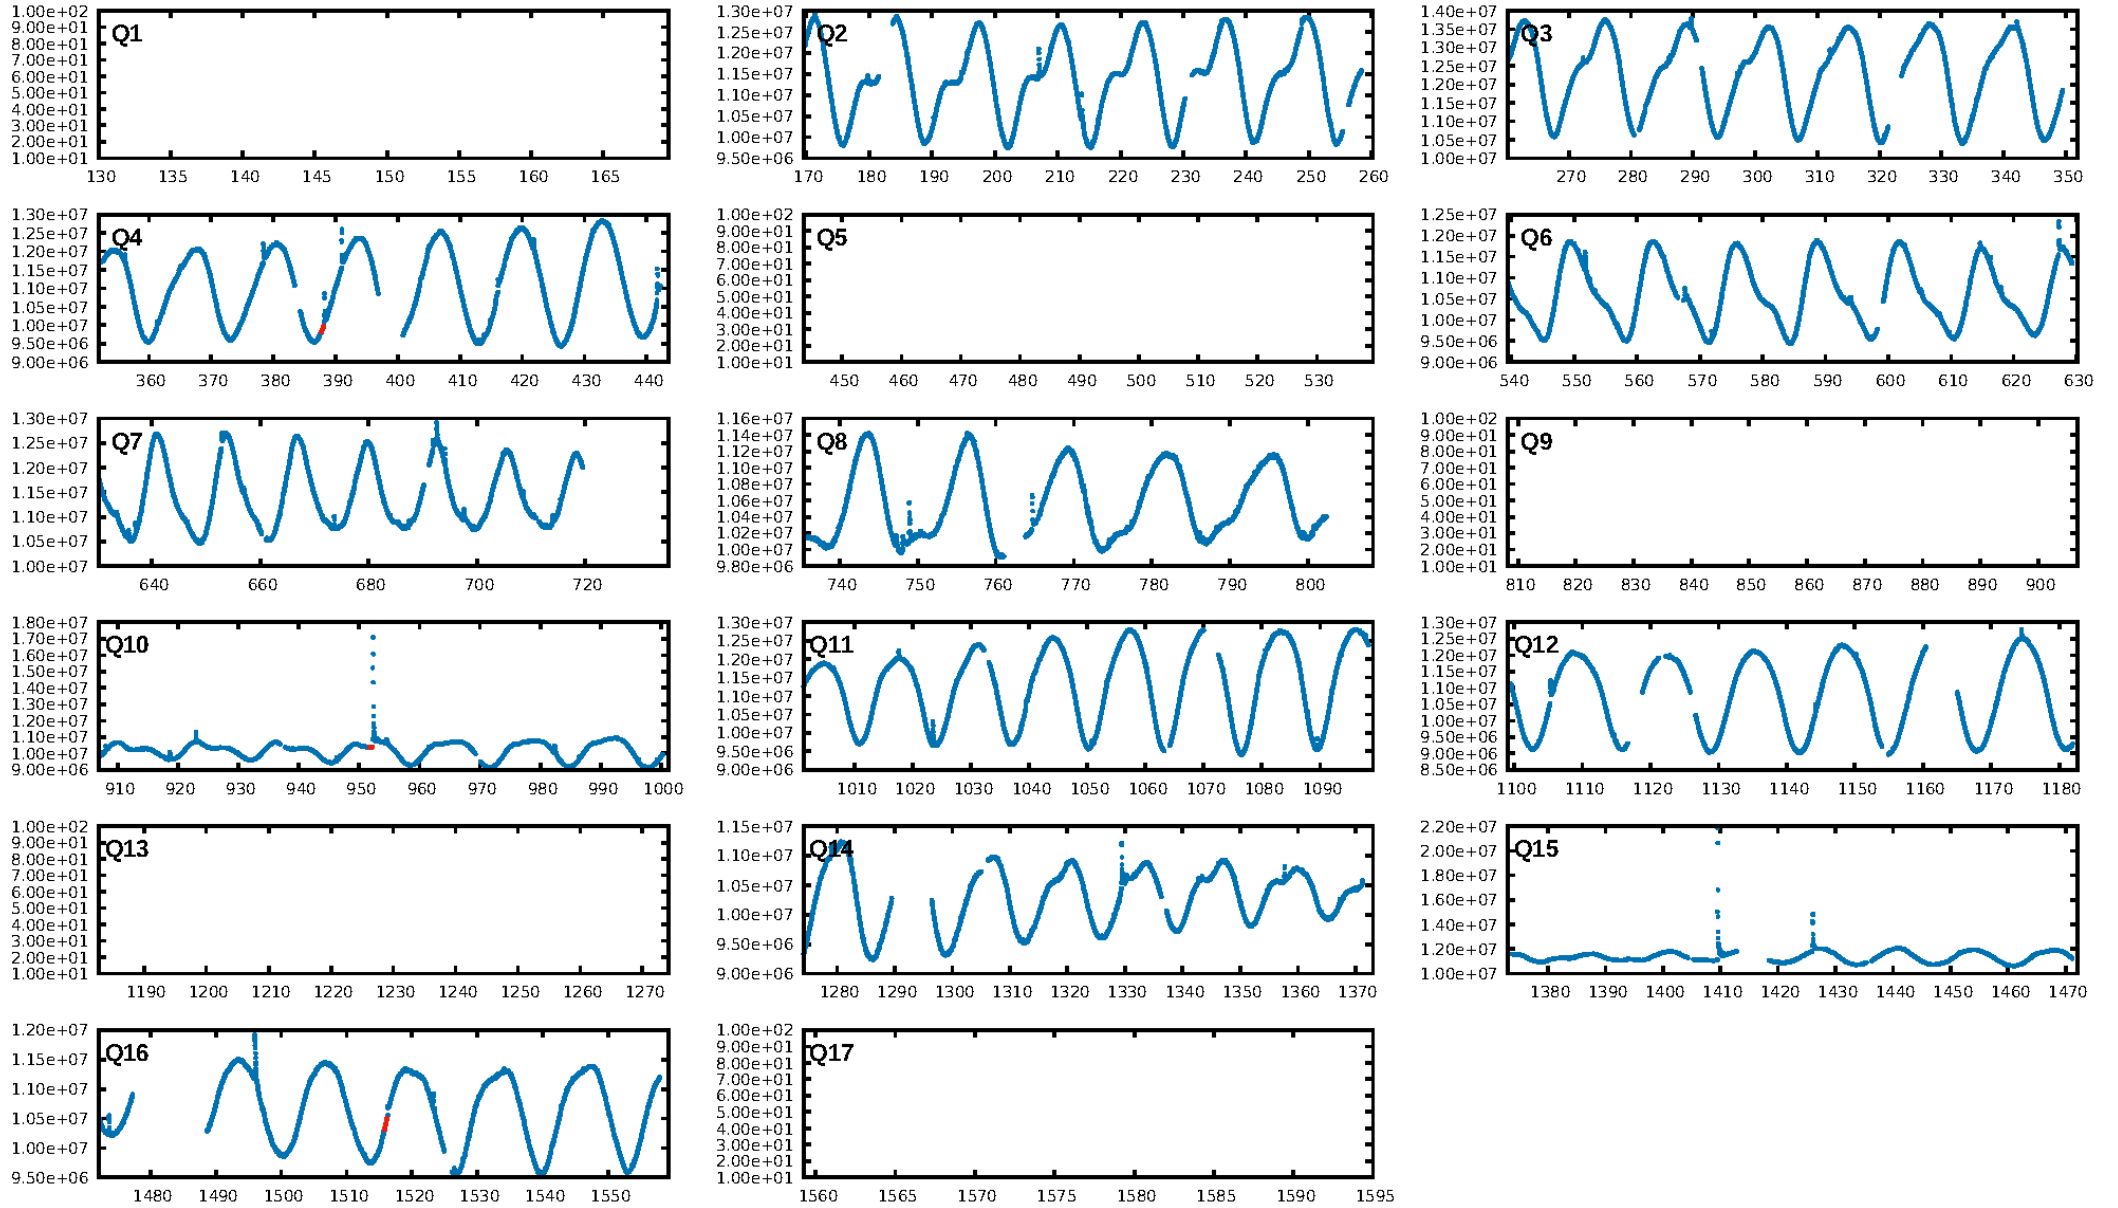 1.00e+02
9.00e+01
8.00e+01
7.00e+01
6.00e+01
5.00e+01
4.00e+01
3.00e+01
2.00e+01
1.00e+01
Q1
130 135 140 145 150 155 160 165
1.30e+07
1.25e+07
1.20e+07
1.15e+07
1.10e+07
1.05e+07
1.00e+07
9.50e+06
Q2
170 180 190 200 210 220 230 240 250 260
1.40e+07
1.35e+07
1.30e+07
1.25e+07
1.20e+07
1.15e+07
1.10e+07
1.05e+07
1.00e+07
Q3
270 280 290 300 310 320 330 340 350
1.30e+07
1.25e+07
1.20e+07
1.15e+07
1.10e+07
1.05e+07
1.00e+07
9.50e+06
9.00e+06
Q4
360 370 380 390 400 410 420 430 440
1.00e+02
9.00e+01
8.00e+01
7.00e+01
6.00e+01
5.00e+01
4.00e+01
3.00e+01
2.00e+01
1.00e+01
Q5
450 460 470 480 490 500 510 520 530
1.25e+07
1.20e+07
1.15e+07
1.10e+07
1.05e+07
1.00e+07
9.50e+06
9.00e+06
Q6
540 550 560 570 580 590 600 610 620 630
1.30e+07
1.25e+07
1.20e+07
1.15e+07
1.10e+07
1.05e+07
1.00e+07
Q7
640 660 680 700 720
1.16e+07
1.14e+07
1.12e+07
1.10e+07
1.08e+07
1.06e+07
1.04e+07
1.02e+07
1.00e+07
9.80e+06
Q8
740 750 760 770 780 790 800
1.00e+02
9.00e+01
8.00e+01
7.00e+01
6.00e+01
5.00e+01
4.00e+01
3.00e+01
2.00e+01
1.00e+01
Q9
810 820 830 840 850 860 870 880 890 900
1.80e+07
1.70e+07
1.60e+07
1.50e+07
1.40e+07
1.30e+07
1.20e+07
1.10e+07
1.00e+07
9.00e+06
Q10
910 920 930 940 950 960 970 980 990 1000
1.30e+07
1.25e+07
1.20e+07
1.15e+07
1.10e+07
1.05e+07
1.00e+07
9.50e+06
9.00e+06
Q11
1010 1020 1030 1040 1050 1060 1070 1080 1090
1.30e+07
1.25e+07
1.20e+07
1.15e+07
1.10e+07
1.05e+07
1.00e+07
9.50e+06
9.00e+06
8.50e+06
Q12
1100 1110 1120 1130 1140 1150 1160 1170 1180
1.00e+02
9.00e+01
8.00e+01
7.00e+01
6.00e+01
5.00e+01
4.00e+01
3.00e+01
2.00e+01
1.00e+01
Q13
1190 1200 1210 1220 1230 1240 1250 1260 1270
1.15e+07
1.10e+07
1.05e+07
1.00e+07
9.50e+06
9.00e+06
Q14
1280 1290 1300 1310 1320 1330 1340 1350 1360 1370
2.20e+07
2.00e+07
1.80e+07
1.60e+07
1.40e+07
1.20e+07
1.00e+07
Q15
1380 1390 1400 1410 1420 1430 1440 1450 1460 1470
1.20e+07
1.15e+07
1.10e+07
1.05e+07
1.00e+07
9.50e+06
Q16
1480 1490 1500 1510 1520 1530 1540 1550
1.00e+02
9.00e+01
8.00e+01
7.00e+01
6.00e+01
5.00e+01
4.00e+01
3.00e+01
2.00e+01
1.00e+01
Q17
1560 1565 1570 1575 1580 1585 1590 1595